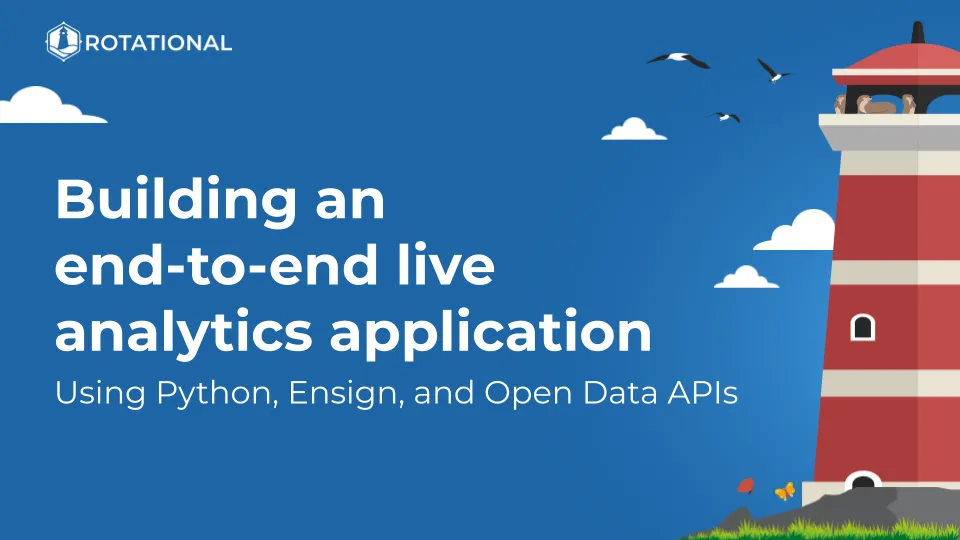 ROTATIONAL
Building an
end-to-end live
analytics application
Using Python, Ensign, and Open Data APIs